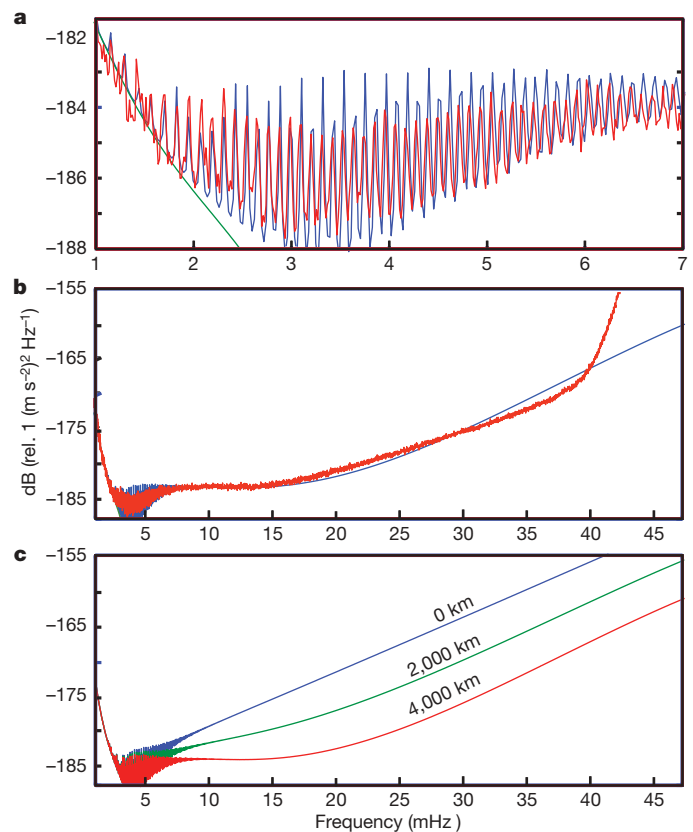 a
−182
−184
−186
−188
1 2 3 4 5 6 7
b
−155
−165
−175
−185
5 10 15 20 25 30 35 40 45
dB (rel. 1 (m s⁻²)² Hz⁻¹)
c
−155
−165
−175
−185
0 km
2,000 km
4,000 km
5 10 15 20 25 30 35 40 45
Frequency (mHz)